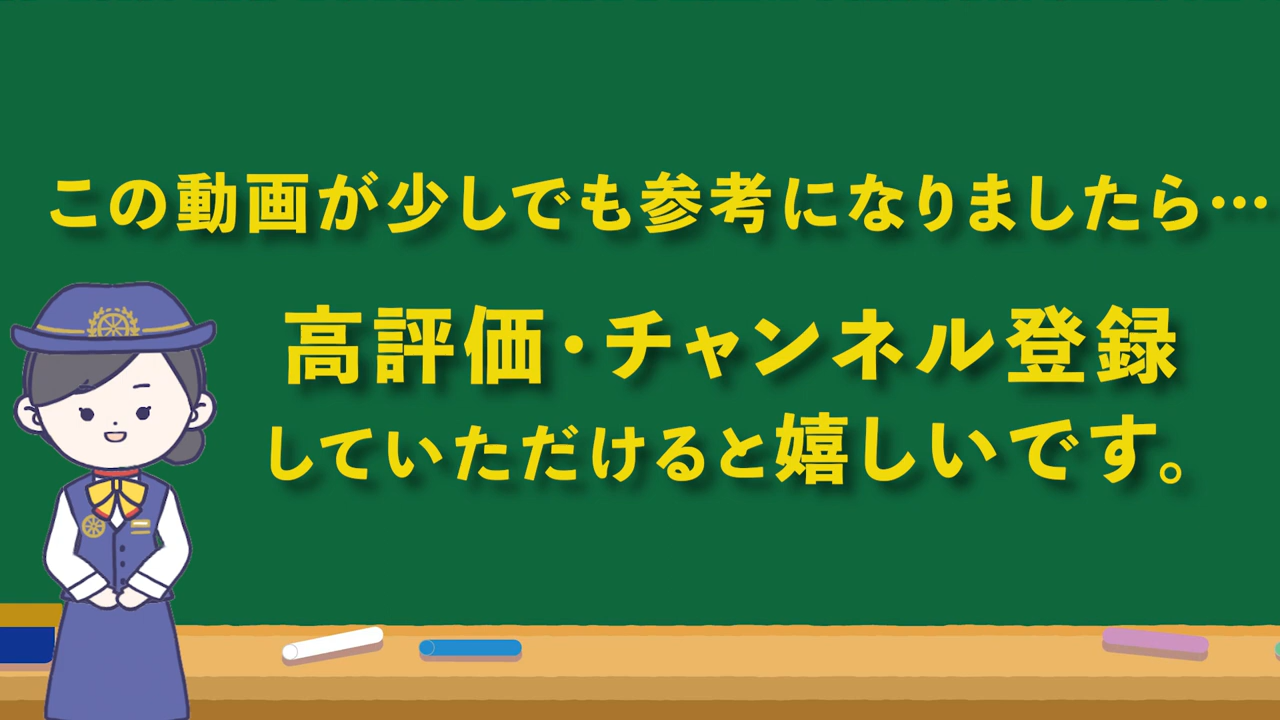 この動画が少しでも参考になりましたら…
高評価・チャンネル登録
していただけると嬉しいです。